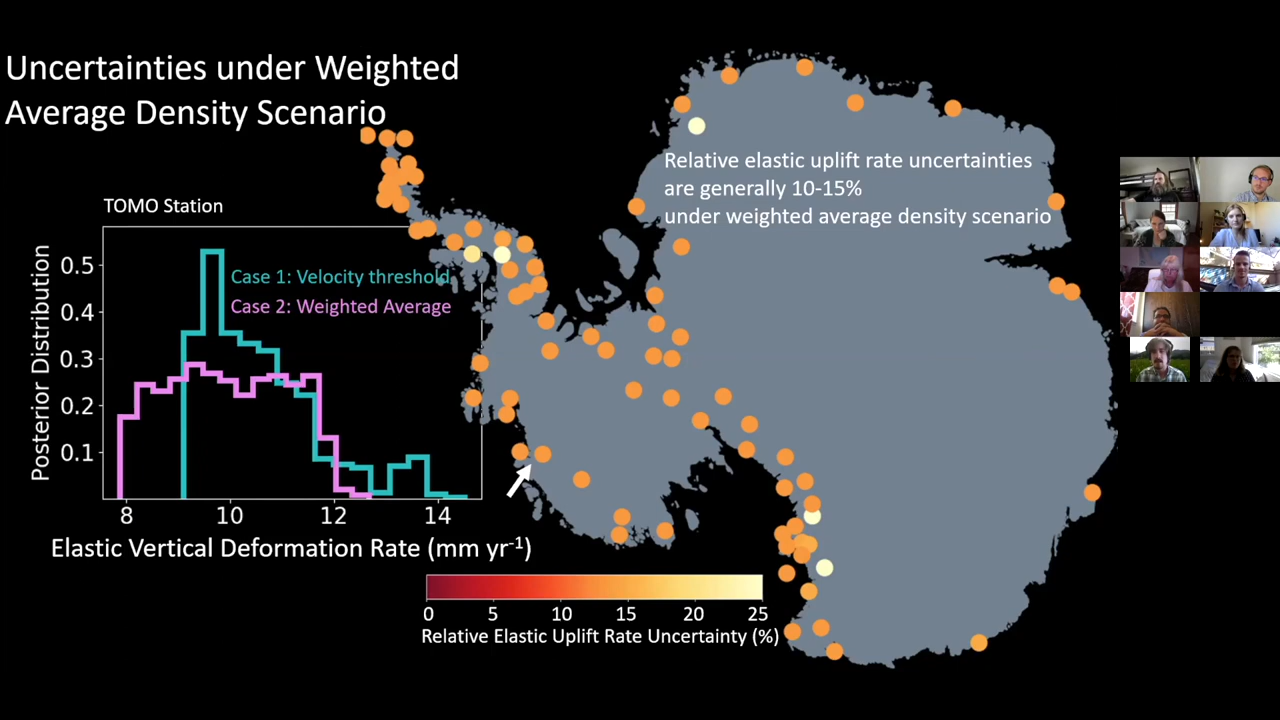 Uncertainties under Weighted
Average Density Scenario
Relative elastic uplift rate uncertainties
are generally 10-15%
under weighted average density scenario
TOMO Station
Case 1: Velocity threshold
Case 2: Weighted Average
Posterior Distribution
0.5
0.4
0.3
0.2
0.1
8 10 12 14
Elastic Vertical Deformation Rate (mm yr-1)
0 5 10 15 20 25
Relative Elastic Uplift Rate Uncertainty (%)